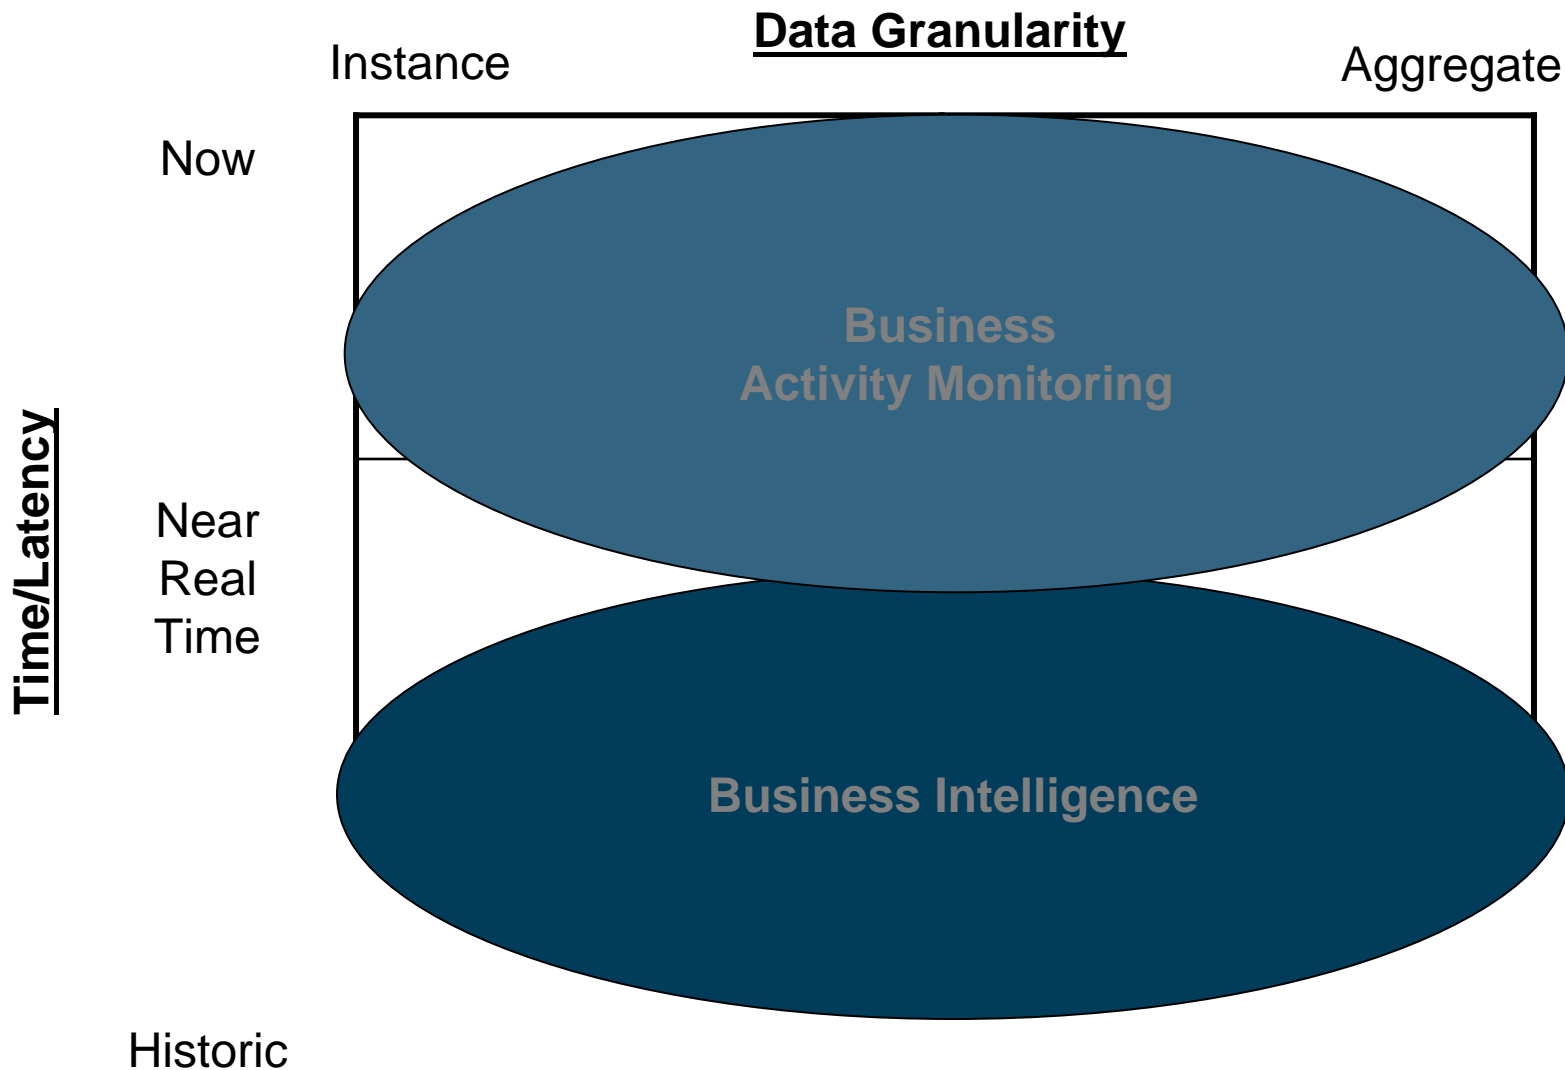 Data Granularity
Instance
Aggregate
Now
Business
Activity Monitoring
Time/Latency
Near
Real
Time
Business Intelligence
Historic